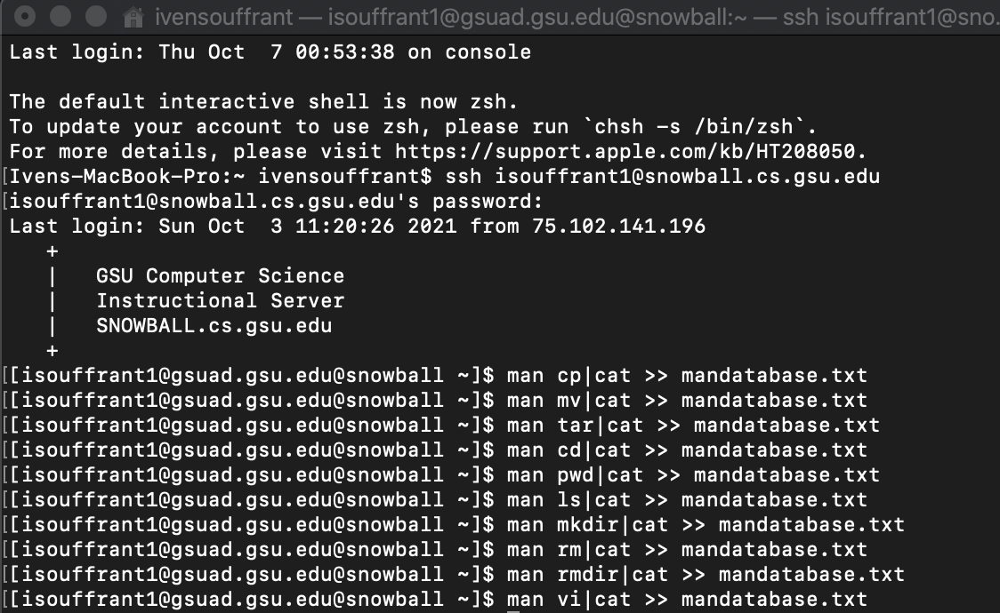 ivensouffrant — isouffrant1@gsuad.gsu.edu@snowball:~ — ssh isouffrant1@sno.
Last login: Thu Oct  7 00:53:38 on console
The default interactive shell is now zsh.
To update your account to use zsh, please run `chsh -s /bin/zsh`.
For more details, please visit https://support.apple.com/kb/HT208050.
[Ivens-MacBook-Pro:~ ivensouffrant$ ssh isouffrant1@snowball.cs.gsu.edu
[isouffrant1@snowball.cs.gsu.edu's password:
Last login: Sun Oct  3 11:20:26 2021 from 75.102.141.196
+
|   GSU Computer Science
|   Instructional Server
|   SNOWBALL.cs.gsu.edu
+
[[isouffrant1@gsuad.gsu.edu@snowball ~]$ man cp|cat >> mandatabase.txt
[[isouffrant1@gsuad.gsu.edu@snowball ~]$ man mv|cat >> mandatabase.txt
[[isouffrant1@gsuad.gsu.edu@snowball ~]$ man tar|cat >> mandatabase.txt
[[isouffrant1@gsuad.gsu.edu@snowball ~]$ man cd|cat >> mandatabase.txt
[[isouffrant1@gsuad.gsu.edu@snowball ~]$ man pwd|cat >> mandatabase.txt
[[isouffrant1@gsuad.gsu.edu@snowball ~]$ man ls|cat >> mandatabase.txt
[[isouffrant1@gsuad.gsu.edu@snowball ~]$ man mkdir|cat >> mandatabase.txt
[[isouffrant1@gsuad.gsu.edu@snowball ~]$ man rm|cat >> mandatabase.txt
[[isouffrant1@gsuad.gsu.edu@snowball ~]$ man rmdir|cat >> mandatabase.txt
[[isouffrant1@gsuad.gsu.edu@snowball ~]$ man vi|cat >> mandatabase.txt